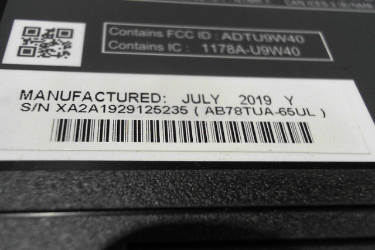 Contains FCC ID : ADTU9W40
Contains IC : 1178A-U9W40
MANUFACTURED: JULY 2019 Y
S/N XA2A1929125235 ( AB78TUA-65UL )